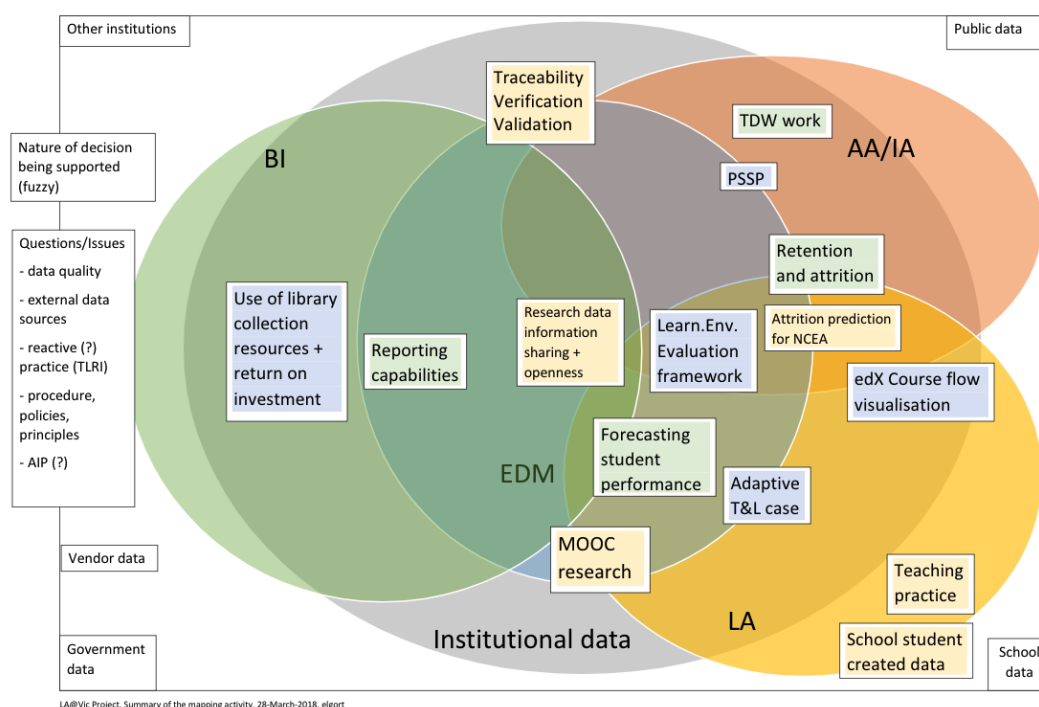 Other institutions
Public data
Traceability
Verification
Validation
TDW work
AA/IA
BI
Nature of decision
being supported
(fuzzy)
PSSP
Questions/Issues
- data quality
- external data
sources
- reactive (?)
practice (TLRI)
- procedure,
policies,
principles
- AIP (?)
Retention
and attrition
Use of library
collection
resources +
return on
investment
Reporting
capabilities
Research data
information
sharing +
openness
Learn.Env.
Evaluation
framework
Attrition prediction
for NCEA
edX Course flow
visualisation
Forecasting
student
performance
EDM
Adaptive
T&L case
MOOC
research
Vendor data
Teaching
practice
LA
Institutional data
School student
created data
Government
data
School
data
LA@Vic Project. Summary of the mapping activity. 28-March-2018. elgort